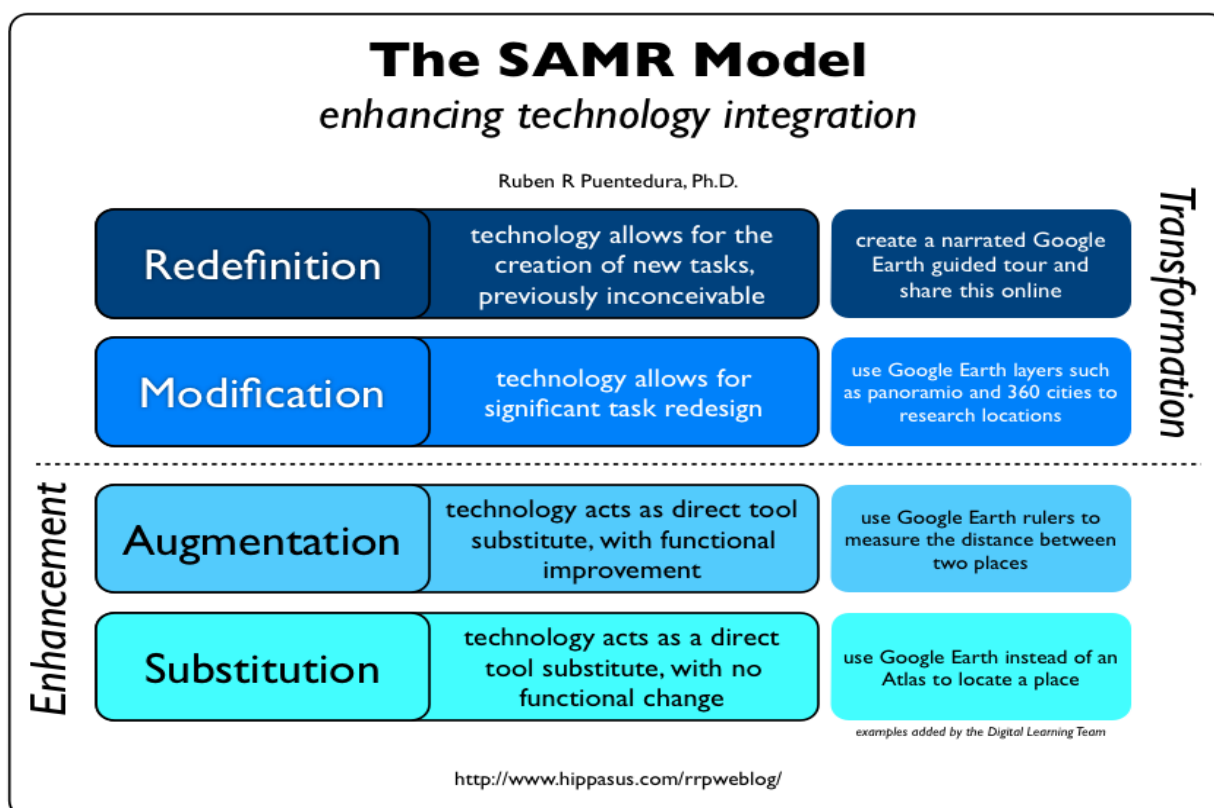 The SAMR Model
enhancing technology integration
Ruben R Puentedura, Ph.D.
Transformation
Redefinition
technology allows for the
creation of new tasks,
previously inconceivable
create a narrated Google
Earth guided tour and
share this online
Modification
technology allows for
significant task redesign
use Google Earth layers such
as panoramio and 360 cities to
research locations
Enhancement
Augmentation
technology acts as direct tool
substitute, with functional
improvement
use Google Earth rulers to
measure the distance between
two places
Substitution
technology acts as a direct
tool substitute, with no
functional change
use Google Earth instead of an
Atlas to locate a place
examples added by the Digital Learning Team
http://www.hippasus.com/rrpweblog/